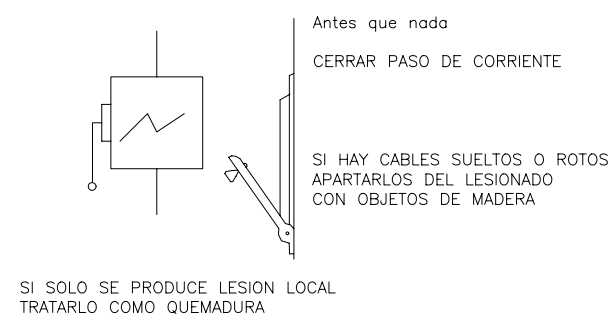 Antes que nada
CERRAR PASO DE CORRIENTE
SI HAY CABLES SUELTOS O ROTOS
APARTARLOS DEL LESIONADO
CON OBJETOS DE MADERA
SI SOLO SE PRODUCE LESION LOCAL
TRATARLO COMO QUEMADURA